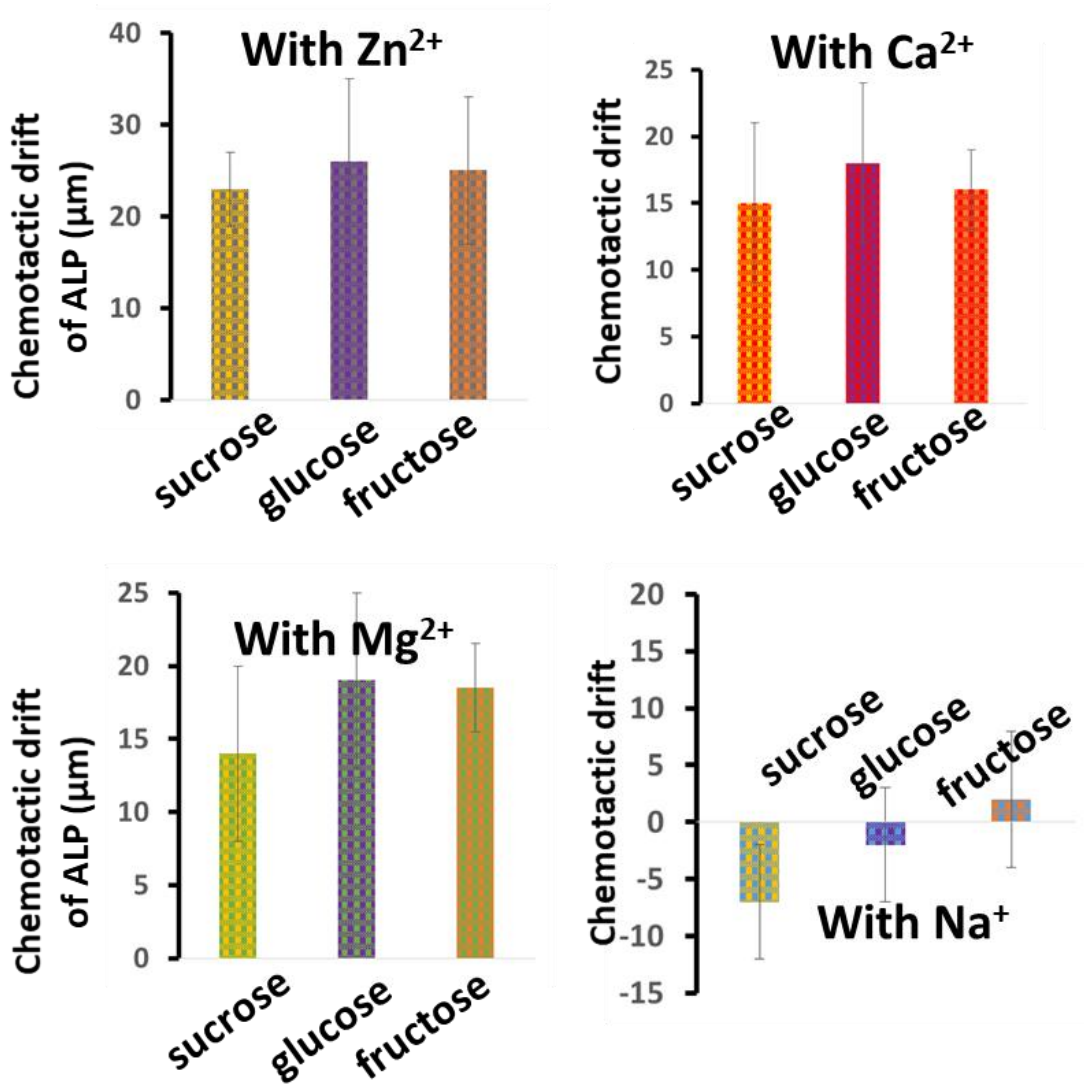 With Zn²⁺
Chemotactic drift
of ALP (μm)
40
30
20
10
0
sucrose
glucose
fructose
With Ca²⁺
Chemotactic drift
25
20
15
10
5
0
sucrose
glucose
fructose
With Mg²⁺
Chemotactic drift
of ALP (μm)
25
20
15
10
5
0
sucrose
glucose
fructose
Chemotactic drift
20
15
10
5
0
-5
-10
-15
sucrose
glucose
fructose
With Na⁺